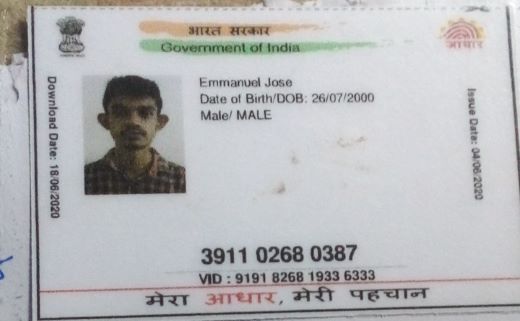 भारत सरकार
Government of India
आधार
Download Date: 18/06/2020
Emmanuel Jose
Date of Birth/DOB: 26/07/2000
Male/ MALE
Issue Date: 04/06/2020
3911 0268 0387
VID : 9191 8268 1933 6333
मेरा आधार, मेरी पहचान